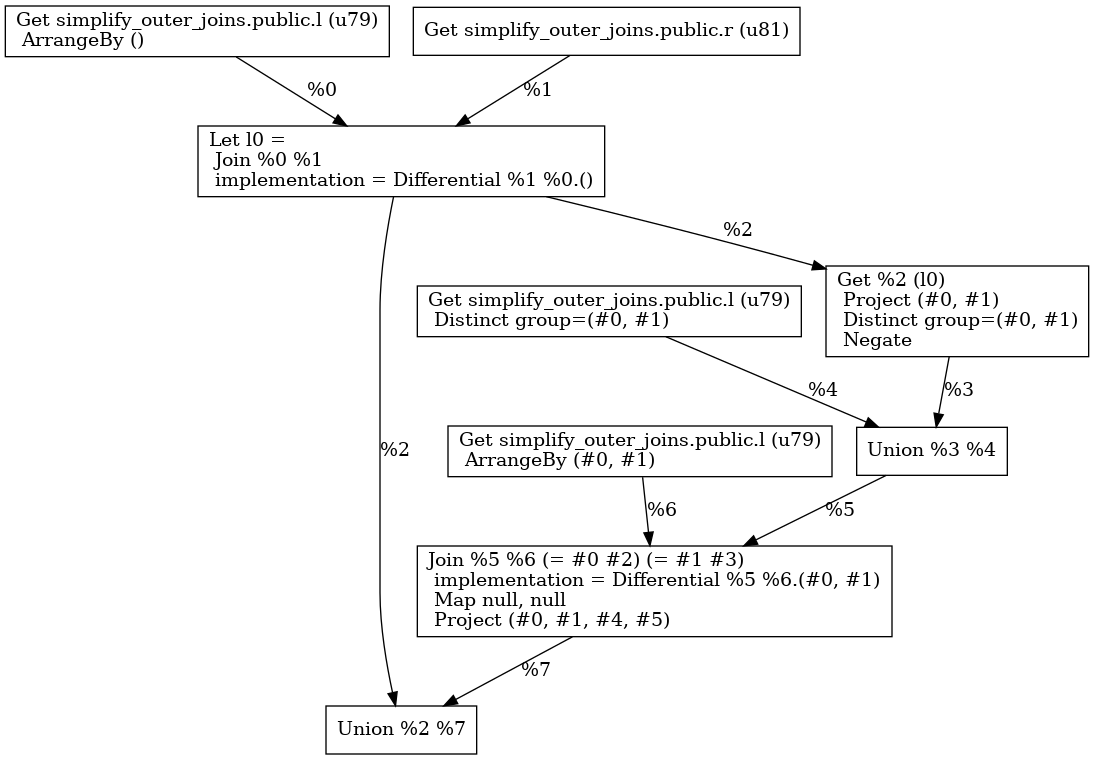 Get simplify_outer_joins.public.l (u79)
ArrangeBy ()
Get simplify_outer_joins.public.r (u81)
%0
%1
Let l0 =
Join %0 %1
implementation = Differential %1 %0.()
%2
Get %2 (l0)
Project (#0, #1)
Distinct group=(#0, #1)
Negate
Get simplify_outer_joins.public.l (u79)
Distinct group=(#0, #1)
%4
%3
Get simplify_outer_joins.public.l (u79)
ArrangeBy (#0, #1)
Union %3 %4
%2
%6
%5
Join %5 %6 (= #0 #2) (= #1 #3)
implementation = Differential %5 %6.(#0, #1)
Map null, null
Project (#0, #1, #4, #5)
%7
Union %2 %7